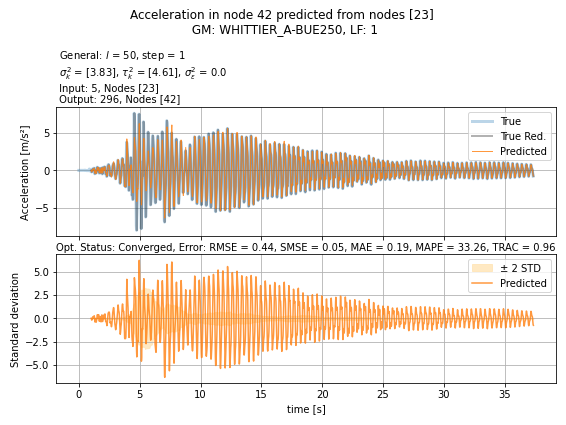 Acceleration in node 42 predicted from nodes [23]
GM: WHITTIER_A-BUE250, LF: 1
General: l = 50, step = 1
σ²ₖ = [3.83], τ²ₖ = [4.61], σ²_ε = 0.0
Input: 5, Nodes [23]
Output: 296, Nodes [42]
Acceleration [m/s²]
5
0
−5
True
True Red.
Predicted
Opt. Status: Converged, Error: RMSE = 0.44, SMSE = 0.05, MAE = 0.19, MAPE = 33.26, TRAC = 0.96
Standard deviation
5.0
2.5
0.0
−2.5
−5.0
± 2 STD
Predicted
0 5 10 15 20 25 30 35
time [s]